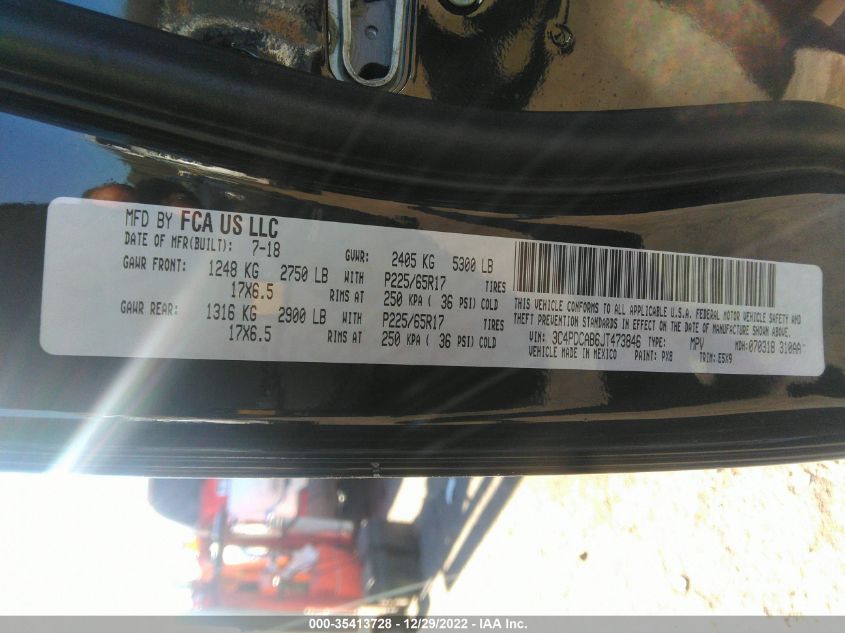 MFD BY FCA US LLC
DATE OF MFR(BUILT): 7-18 GVWR: 2405 KG 5300 LB
GAWR FRONT: 1248 KG 2750 LB WITH P225/65R17 TIRES
17X6.5 RIMS AT 250 KPA ( 36 PSI) COLD
GAWR REAR: 1316 KG 2900 LB WITH P225/65R17 TIRES
17X6.5 RIMS AT 250 KPA ( 36 PSI) COLD
THIS VEHICLE CONFORMS TO ALL APPLICABLE U.S.A. FEDERAL MOTOR VEHICLE SAFETY AND
THEFT PREVENTION STANDARDS IN EFFECT ON THE DATE OF MANUFACTURE SHOWN ABOVE.
VIN: 3C4PDCAB6JT473846 TYPE: MPV MDH: 070318 310AA
VEHICLE MADE IN MEXICO PAINT: PX8 TRIM: E5X9
000-35413728 - 12/29/2022 - IAA Inc.